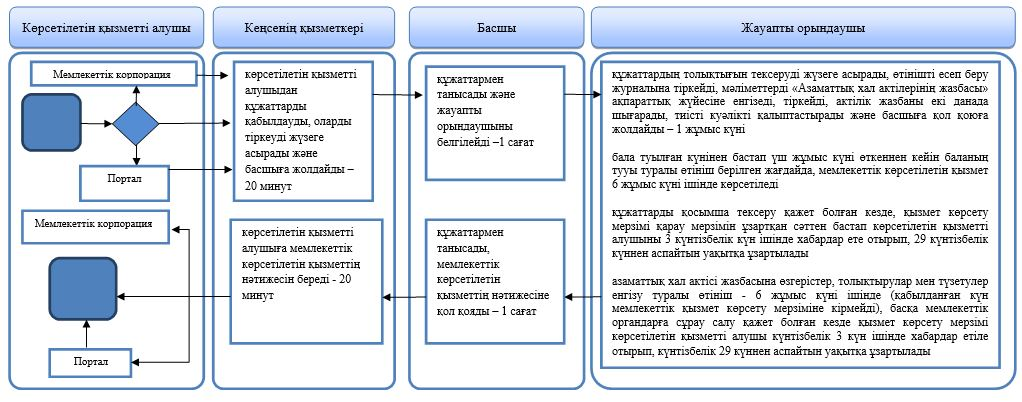 Көрсетілетін қызметті алушы
Кеңсенің қызметкері
Басшы
Жауапты орындаушы
Мемлекеттік корпорация
Портал
көрсетілетін қызметті
алушыдан
құжаттарды
қабылдауды, оларды
тіркеуді жүзеге
асырады және
басшыға жолдайды –
20 минут
құжаттармен
танысады және
жауапты
орындаушыны
белгілейді –1 сағат
құжаттардың толықтығын тексеруді жүзеге асырады, өтінішті есеп беру
журналына тіркейді, мәліметтерді «Азаматтық хал актілерінің жазбасы»
ақпараттық жүйесіне енгізеді, тіркейді, актілік жазбаны екі данада
шығарады, тиісті куәлікті қалыптастырады және басшыға қол қоюға
жолдайды – 1 жұмыс күні
бала туылған күнінен бастап үш жұмыс күні өткеннен кейін баланың
тууы туралы өтініш берілген жағдайда, мемлекеттік көрсетілетін қызмет
6 жұмыс күні ішінде көрсетіледі
құжаттарды қосымша тексеру қажет болған кезде, қызмет көрсету
мерзімі қарау мерзімін ұзартқан сәттен бастап көрсетілетін қызметті
алушыны 3 күнтізбелік күн ішінде хабардар ете отырып, 29 күнтізбелік
күннен аспайтын уақытқа ұзартылады
азаматтық хал актісі жазбасына өзгерістер, толықтырулар мен түзетулер
енгізу туралы өтініш - 6 жұмыс күні ішінде (қабылданған күн
мемлекеттік қызмет көрсету мерзіміне кірмейді), басқа мемлекеттік
органдарға сұрау салу қажет болған кезде қызмет көрсету мерзімі
көрсетілетін қызметті алушы күнтізбелік 3 күн ішінде хабардар етіле
отырып, күнтізбелік 29 күннен аспайтын уақытқа ұзартылады
Мемлекеттік корпорация
Портал
көрсетілетін қызметті
алушыға мемлекеттік
көрсетілетін қызметтің
нәтижесін береді - 20
минут
құжаттармен
танысады,
мемлекеттік
көрсетілетін
қызметтің нәтижесіне
қол қояды – 1 сағат